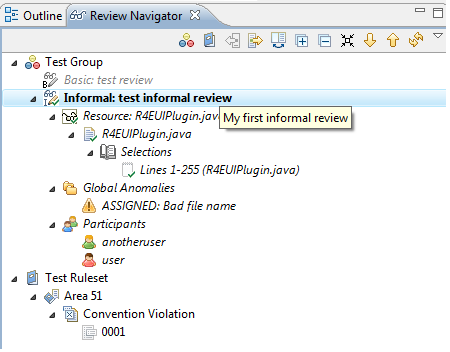 Outline Review Navigator
Test Group
Basic: test review
Informal: test informal review
Resource: R4EUIPlugin.java
My first informal review
R4EUIPlugin.java
Selections
Lines 1-255 (R4EUIPlugin.java)
Global Anomalies
ASSIGNED: Bad file name
Participants
anotheruser
user
Test Ruleset
Area 51
Convention Violation
0001